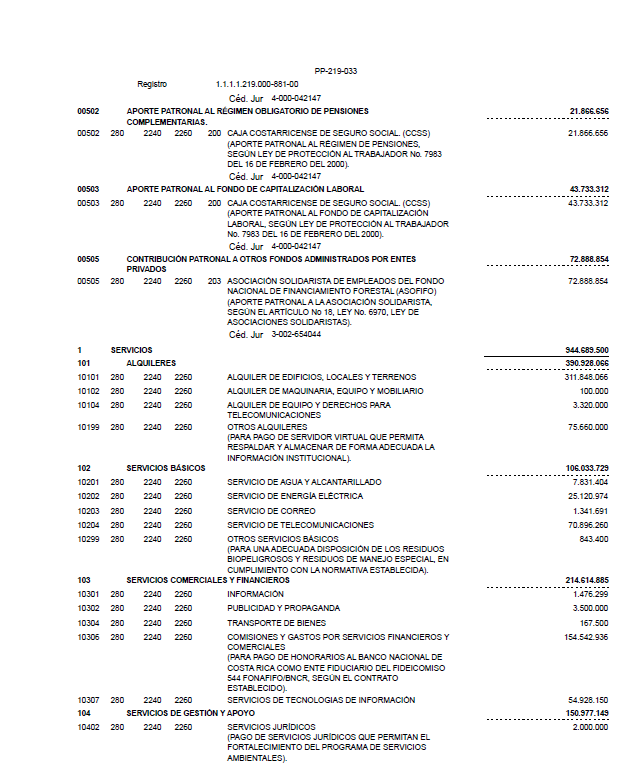 PP-219-033
Registro 1.1.1.1.219.000-881-00
Céd. Jur 4-000-042147
00502 APORTE PATRONAL AL RÉGIMEN OBLIGATORIO DE PENSIONES 21.866.656
COMPLEMENTARIAS.
00502 280 2240 2260 200 CAJA COSTARRICENSE DE SEGURO SOCIAL. (CCSS) 21.866.656
(APORTE PATRONAL AL RÉGIMEN DE PENSIONES,
SEGÚN LEY DE PROTECCIÓN AL TRABAJADOR No. 7983
DEL 16 DE FEBRERO DEL 2000).
Céd. Jur 4-000-042147
00503 APORTE PATRONAL AL FONDO DE CAPITALIZACIÓN LABORAL 43.733.312
00503 280 2240 2260 200 CAJA COSTARRICENSE DE SEGURO SOCIAL. (CCSS) 43.733.312
(APORTE PATRONAL AL FONDO DE CAPITALIZACIÓN
LABORAL, SEGÚN LEY DE PROTECCIÓN AL TRABAJADOR
No. 7983 DEL 16 DE FEBRERO DEL 2000).
Céd. Jur 4-000-042147
00505 CONTRIBUCIÓN PATRONAL A OTROS FONDOS ADMINISTRADOS POR ENTES 72.888.854
PRIVADOS
00505 280 2240 2260 203 ASOCIACIÓN SOLIDARISTA DE EMPLEADOS DEL FONDO 72.888.854
NACIONAL DE FINANCIAMIENTO FORESTAL (ASOFIFO)
(APORTE PATRONAL A LA ASOCIACIÓN SOLIDARISTA,
SEGÚN EL ARTÍCULO No 18, LEY No. 6970, LEY DE
ASOCIACIONES SOLIDARISTAS).
Céd. Jur 3-002-654044
1 SERVICIOS 944.689.500
101 ALQUILERES 390.928.066
10101 280 2240 2260 ALQUILER DE EDIFICIOS, LOCALES Y TERRENOS 311.848.066
10102 280 2240 2260 ALQUILER DE MAQUINARIA, EQUIPO Y MOBILIARIO 100.000
10104 280 2240 2260 ALQUILER DE EQUIPO Y DERECHOS PARA 3.320.000
TELECOMUNICACIONES
10199 280 2240 2260 OTROS ALQUILERES 75.660.000
(PARA PAGO DE SERVIDOR VIRTUAL QUE PERMITA
RESPALDAR Y ALMACENAR DE FORMA ADECUADA LA
INFORMACIÓN INSTITUCIONAL).
102 SERVICIOS BÁSICOS 106.033.729
10201 280 2240 2260 SERVICIO DE AGUA Y ALCANTARILLADO 7.831.404
10202 280 2240 2260 SERVICIO DE ENERGÍA ELÉCTRICA 25.120.974
10203 280 2240 2260 SERVICIO DE CORREO 1.341.691
10204 280 2240 2260 SERVICIO DE TELECOMUNICACIONES 70.896.260
10299 280 2240 2260 OTROS SERVICIOS BÁSICOS 843.400
(PARA UNA ADECUADA DISPOSICIÓN DE LOS RESIDUOS
BIOPELIGROSOS Y RESIDUOS DE MANEJO ESPECIAL, EN
CUMPLIMIENTO CON LA NORMATIVA ESTABLECIDA).
103 SERVICIOS COMERCIALES Y FINANCIEROS 214.614.885
10301 280 2240 2260 INFORMACIÓN 1.476.299
10302 280 2240 2260 PUBLICIDAD Y PROPAGANDA 3.500.000
10304 280 2240 2260 TRANSPORTE DE BIENES 167.500
10306 280 2240 2260 COMISIONES Y GASTOS POR SERVICIOS FINANCIEROS Y 154.542.936
COMERCIALES
(PARA PAGO DE HONORARIOS AL BANCO NACIONAL DE
COSTA RICA COMO ENTE FIDUCIARIO DEL FIDEICOMISO
544 FONAFIFO/BNCR, SEGÚN EL CONTRATO
ESTABLECIDO).
10307 280 2240 2260 SERVICIOS DE TECNOLOGIAS DE INFORMACIÓN 54.928.150
104 SERVICIOS DE GESTIÓN Y APOYO 150.977.149
10402 280 2240 2260 SERVICIOS JURÍDICOS 2.000.000
(PAGO DE SERVICIOS JURÍDICOS QUE PERMITAN EL
FORTALECIMIENTO DEL PROGRAMA DE SERVICIOS
AMBIENTALES).